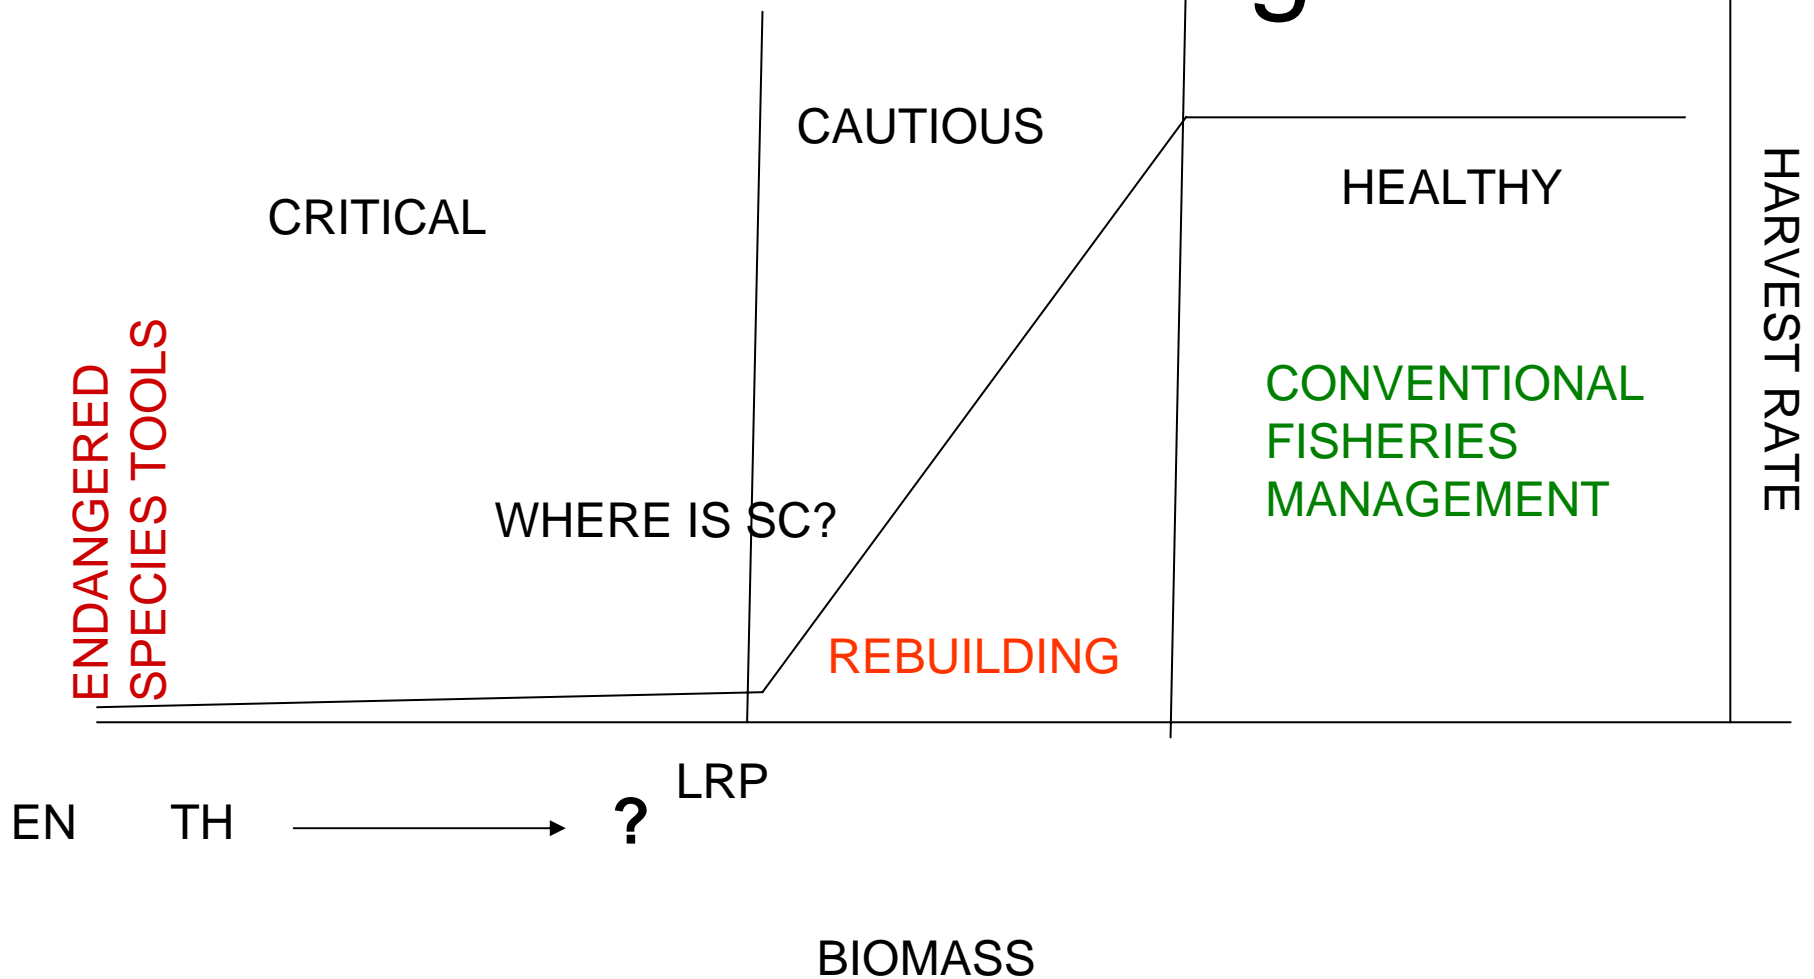 CAUTIOUS
HEALTHY
CRITICAL
HARVEST RATE
ENDANGERED
SPECIES TOOLS
CONVENTIONAL
FISHERIES
MANAGEMENT
WHERE IS SC?
REBUILDING
LRP
EN TH ?
BIOMASS